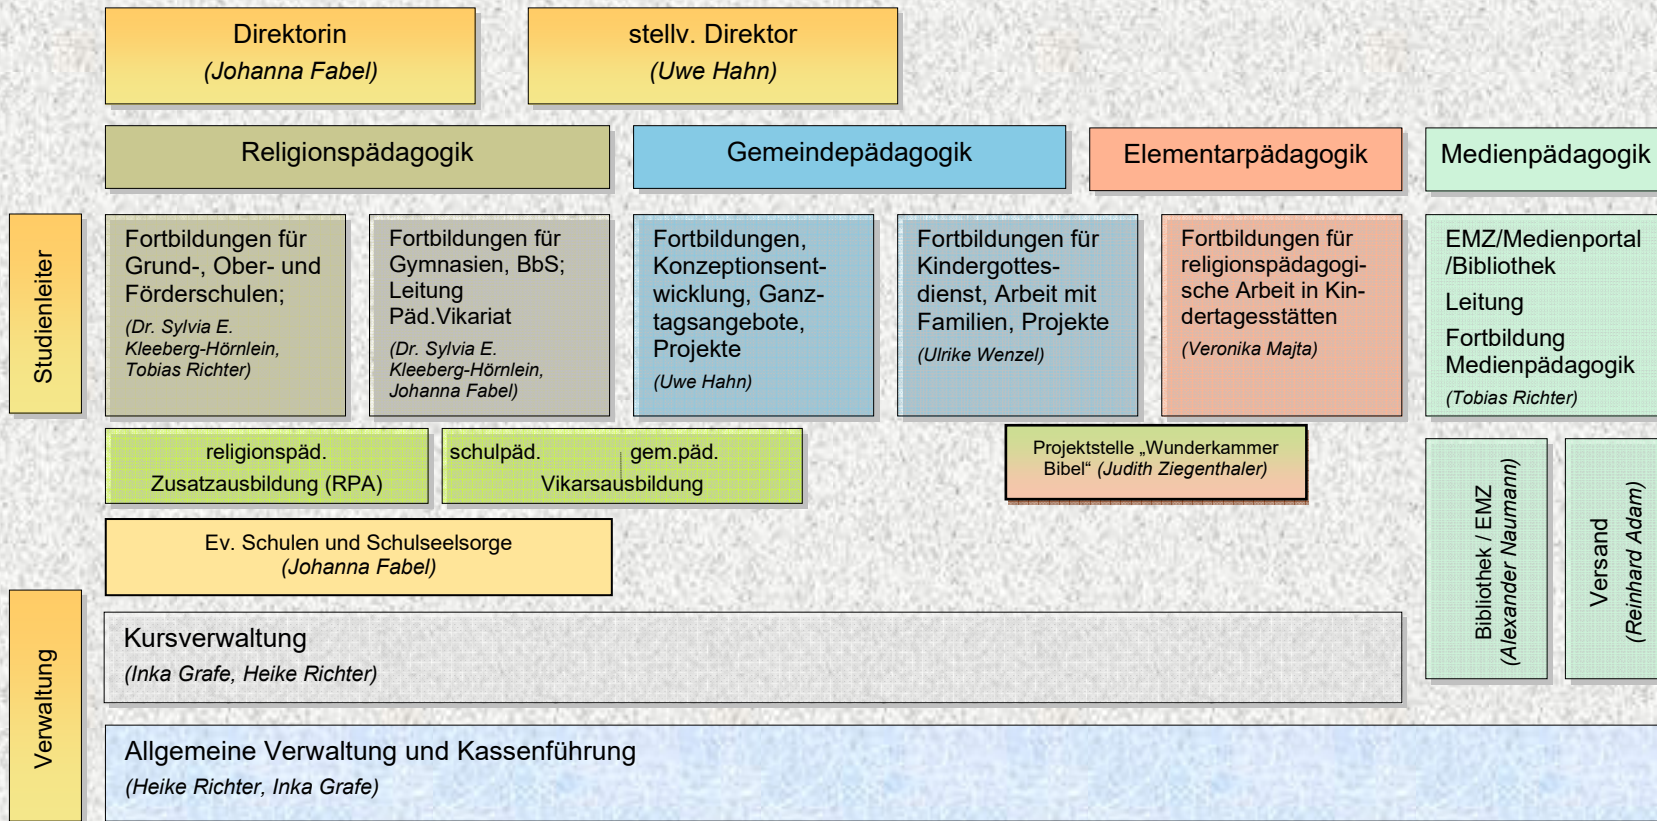 Direktorin
(Johanna Fabel)
stellv. Direktor
(Uwe Hahn)
Religionspädagogik
Gemeindepädagogik
Elementarpädagogik
Medienpädagogik
Studienleiter
Fortbildungen für
Grund-, Ober- und
Förderschulen;
(Dr. Sylvia E.
Kleeberg-Hörnlein,
Tobias Richter)
Fortbildungen für
Gymnasien, BbS;
Leitung
Päd.Vikariat
(Dr. Sylvia E.
Kleeberg-Hörnlein,
Johanna Fabel)
Fortbildungen,
Konzeptionsent-
wicklung, Ganz-
tagsangebote,
Projekte
(Uwe Hahn)
Fortbildungen für
Kindergottes-
dienst, Arbeit mit
Familien, Projekte
(Ulrike Wenzel)
Fortbildungen für
religionspädagogi-
sche Arbeit in Kin-
dertagesstätten
(Veronika Majta)
EMZ/Medienportal
/Bibliothek
Leitung
Fortbildung
Medienpädagogik
(Tobias Richter)
religionspäd.
Zusatzausbildung (RPA)
schulpäd. gem.päd.
Vikarsausbildung
Projektstelle „Wunderkammer
Bibel“ (Judith Ziegenthaler)
Bibliothek / EMZ
(Alexander Naumann)
Versand
(Reinhard Adam)
Ev. Schulen und Schulseelsorge
(Johanna Fabel)
Verwaltung
Kursverwaltung
(Inka Grafe, Heike Richter)
Allgemeine Verwaltung und Kassenführung
(Heike Richter, Inka Grafe)